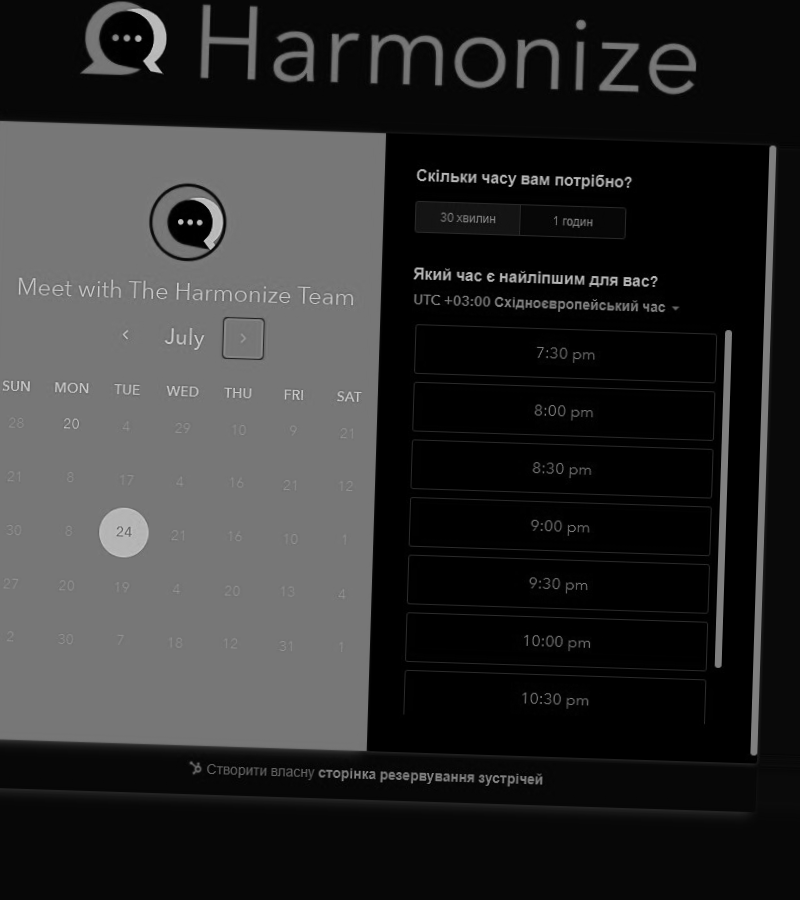 Harmonize
Meet with The Harmonize Team
July
SUN MON TUE WED THU FRI SAT
28 20 4 29 10 9 21
21 8 17 4 16 21 12
30 8 24 21 16 10 1
27 20 19 4 20 13 4
2 30 7 18 12 31 1
Скільки часу вам потрібно?
30 хвилин 1 годин
Який час є найліпшим для вас?
UTC +03:00 Східноєвропейський час
7:30 pm
8:00 pm
8:30 pm
9:00 pm
9:30 pm
10:00 pm
10:30 pm
Створити власну сторінка резервування зустрічей